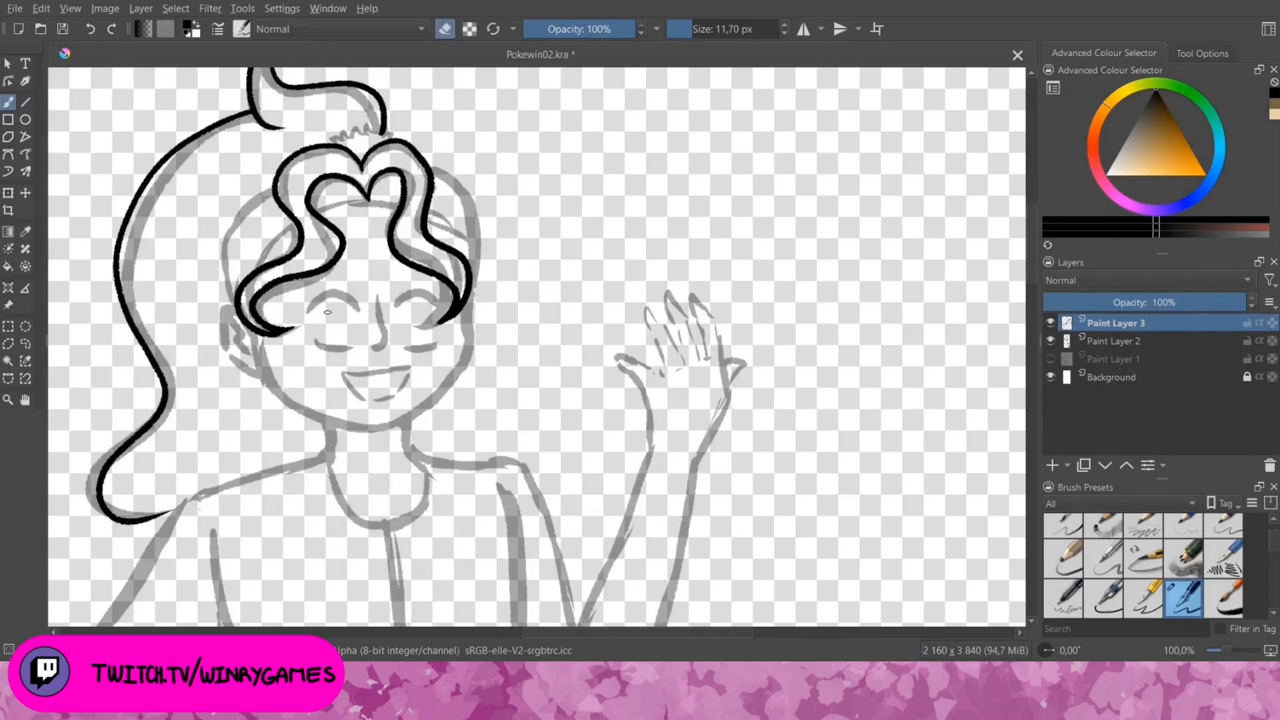 File Edit View Image Layer Select Filter Tools Settings Window Help
Normal Opacity: 100% Size: 11,70 px
Pokewin02.kra *
Advanced Colour Selector Tool Options
Advanced Colour Selector
Layers
Normal
Opacity: 100%
Paint Layer 3
Paint Layer 2
Paint Layer 1
Background
Brush Presets
All Tag
Search Filter in Tag
lpha (8-bit integer/channel) sRGB-elle-V2-srgbtrc.icc 2 160 x 3 840 (94,7 MiB) 0,00° 100,0%
TWITCH.TV/WINRYGAMES